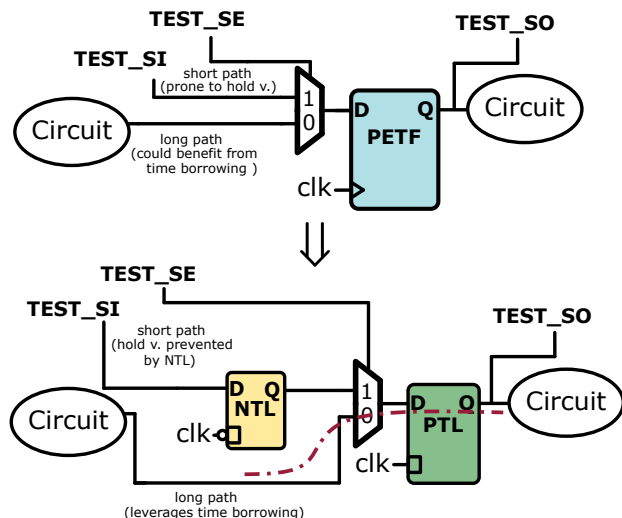 TEST_SE
TEST_SO
TEST_SI
short path
(prone to hold v.)
1
0
D Q
PETF
Circuit
Circuit
long path
(could benefit from
time borrowing )
clk
TEST_SE
TEST_SI
TEST_SO
short path
(hold v. prevented
by NTL)
D Q
NTL
1
0
D Q
PTL
Circuit
Circuit
clk
clk
long path
(leverages time borrowing)